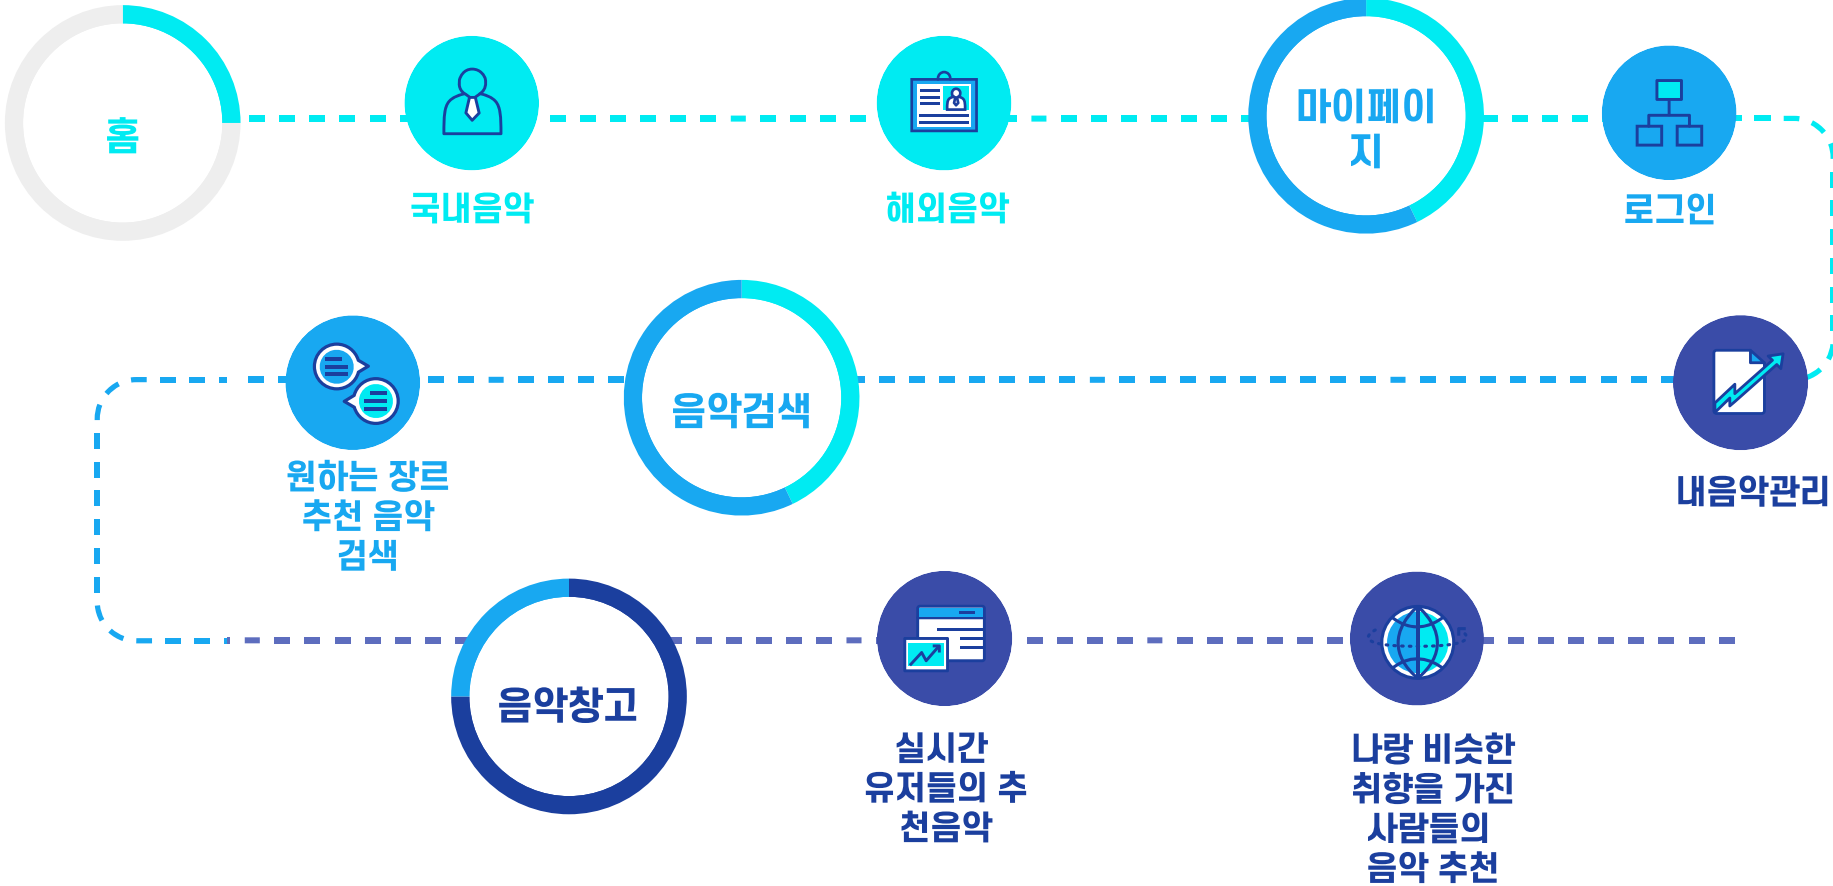 홈
국내음악
해외음악
마이페이
지
로그인
원하는 장르
추천 음악
검색
음악검색
내음악관리
음악창고
실시간
유저들의 추
천음악
나랑 비슷한
취향을 가진
사람들의
음악 추천